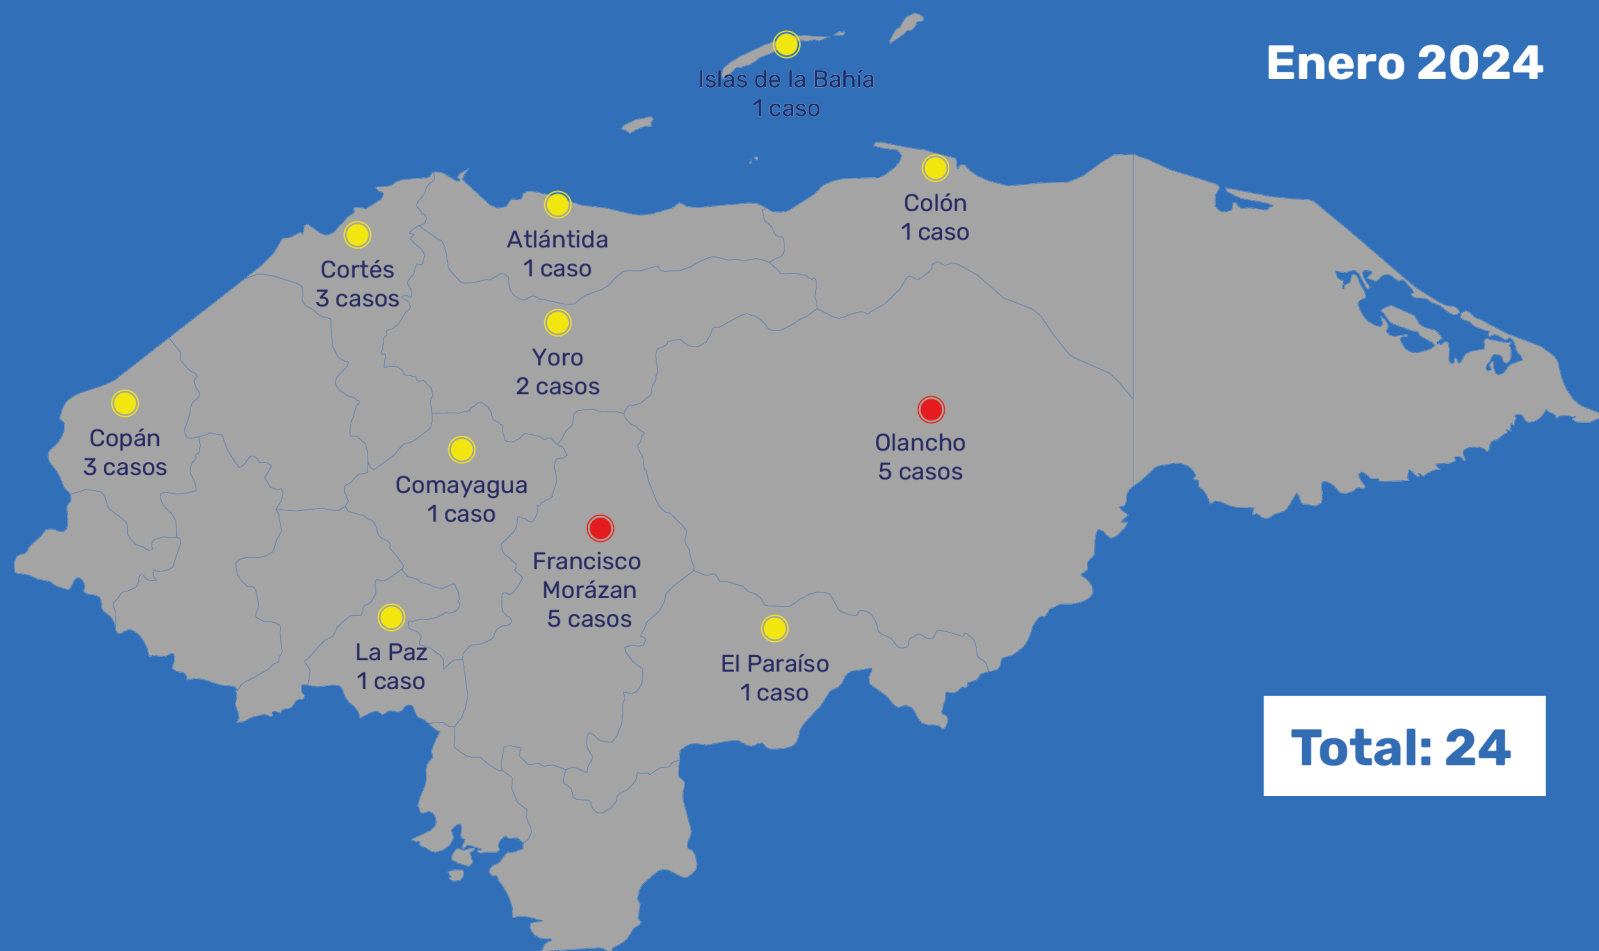 Enero 2024
Islas de la Bahía
1 caso
Colón
1 caso
Atlántida
1 caso
Cortés
3 casos
Yoro
2 casos
Copán
3 casos
Olancho
5 casos
Comayagua
1 caso
Francisco
Morázan
5 casos
La Paz
1 caso
El Paraíso
1 caso
Total: 24